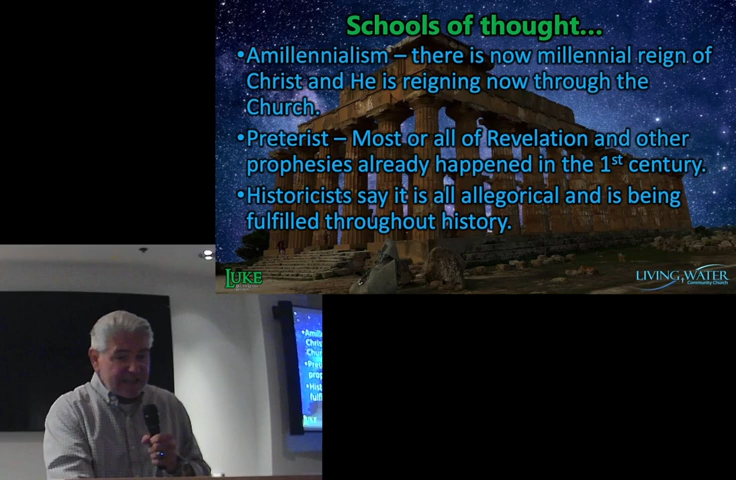 Schools of thought...
•Amillennialism – there is now millennial reign of
Christ and He is reigning now through the
Church.
•Preterist – Most or all of Revelation and other
prophesies already happened in the 1st century.
•Historicists say it is all allegorical and is being
fulfilled throughout history.
LUKE
LIVING WATER
Community Church